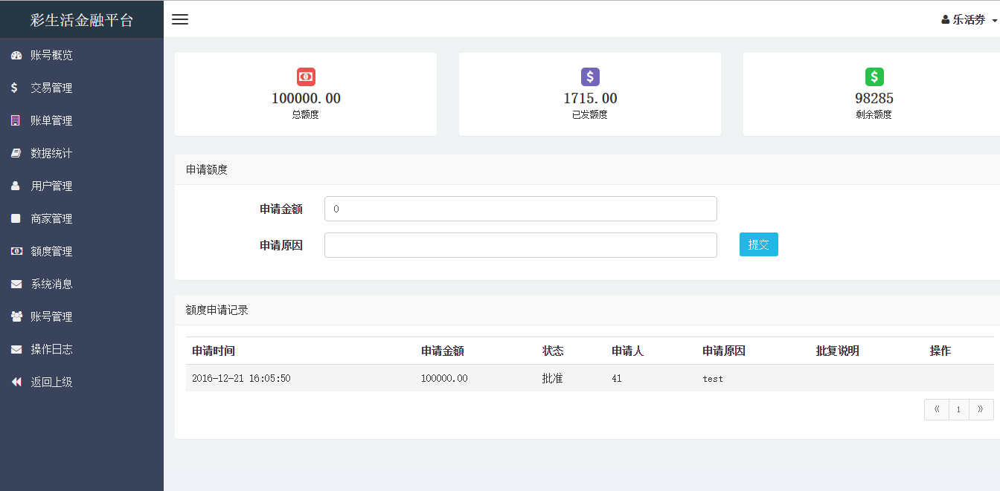 彩生活金融平台
乐活券
账号概览
交易管理
账单管理
数据统计
用户管理
商家管理
额度管理
系统消息
账号管理
操作日志
返回上级
100000.00
总额度
1715.00
已发额度
98285
剩余额度
申请额度
申请金额 0
申请原因 提交
额度申请记录
申请时间 申请金额 状态 申请人 申请原因 批复说明 操作
2016-12-21 16:05:50 100000.00 批准 41 test
« 1 »